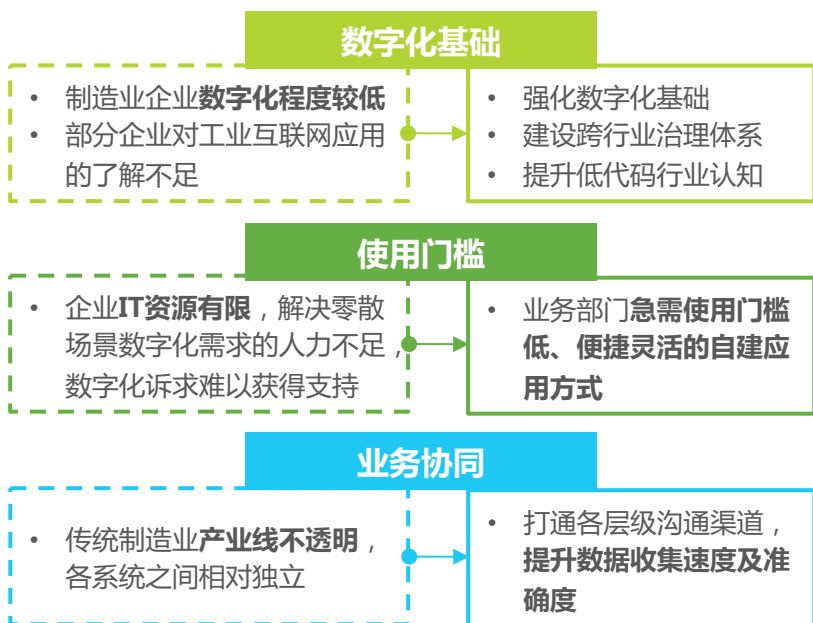 数字化基础
• 制造业企业数字化程度较低
• 部分企业对工业互联网应用
的了解不足
• 强化数字化基础
• 建设跨行业治理体系
• 提升低代码行业认知
使用门槛
• 企业IT资源有限，解决零散
场景数字化需求的人力不足，
数字化诉求难以获得支持
• 业务部门急需使用门槛
低、便捷灵活的自建应
用方式
业务协同
• 传统制造业产业线不透明，
各系统之间相对独立
• 打通各层级沟通渠道，
提升数据收集速度及准
确度